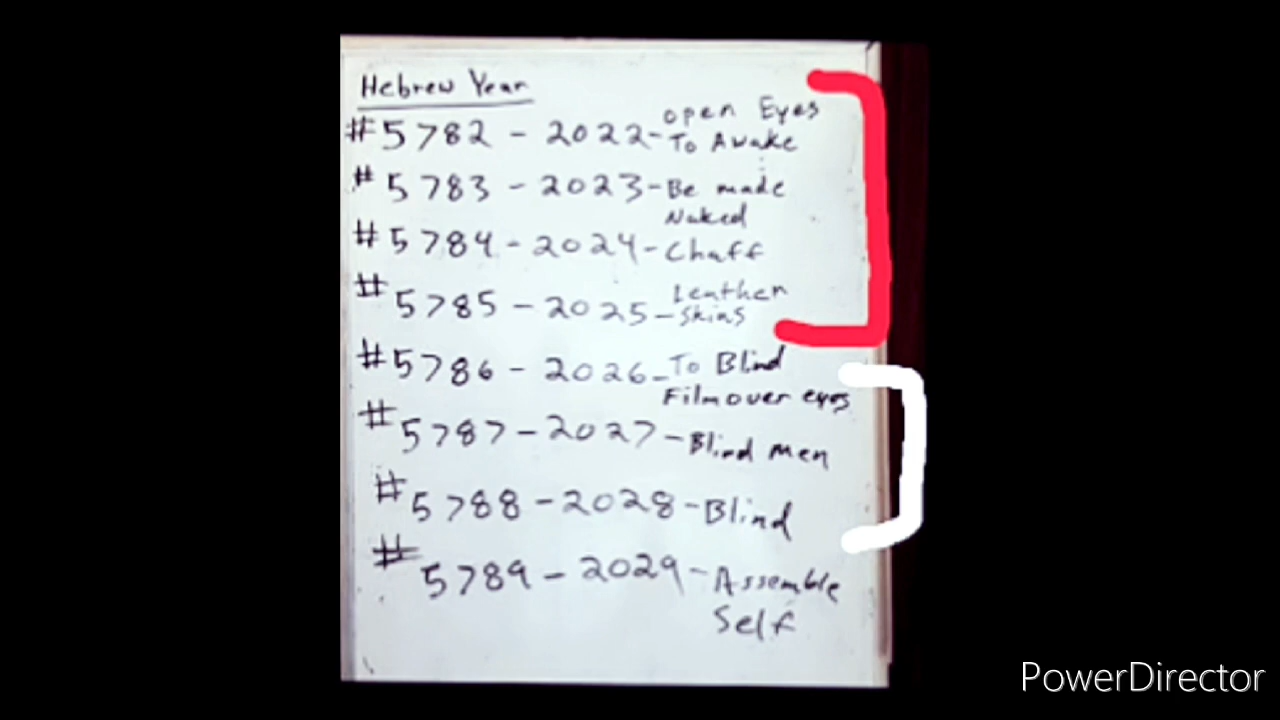 Hebrew Year
#5782 - 2022 - open Eyes
To Awake
#5783 - 2023 - Be made
Naked
#5784 - 2024 - Chaff
#5785 - 2025 - Leather
Skins
#5786 - 2026 - To Blind
Film over eyes
#5787 - 2027 - Blind men
#5788 - 2028 - Blind
#5789 - 2029 - Assemble
Self
PowerDirector